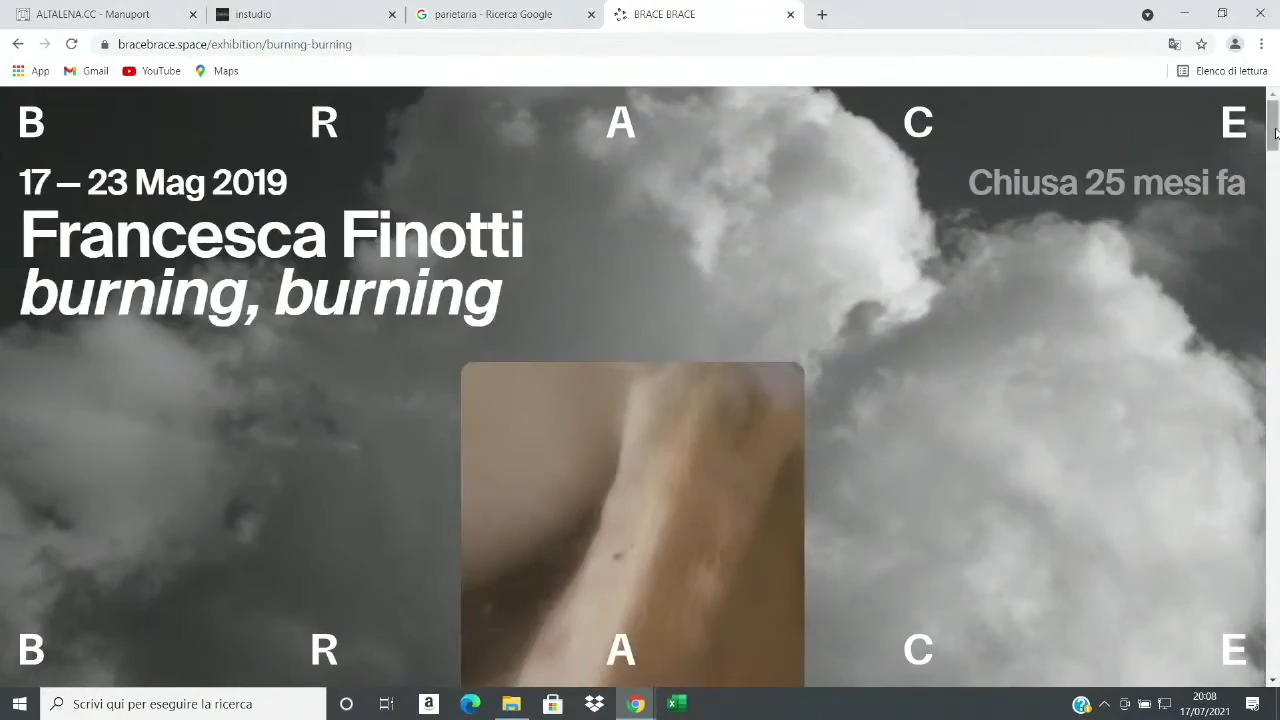 ALTALENA.CC - Manuport
instudio
parietaria - Ricerca Google
BRACE BRACE
bracebrace.space/exhibition/burning-burning
App
Gmail
YouTube
Maps
Elenco di lettura
B R A C E
17 — 23 Mag 2019
Chiusa 25 mesi fa
Francesca Finotti
burning, burning
B R A C E
Scrivi qui per eseguire la ricerca
20:08
17/07/2021